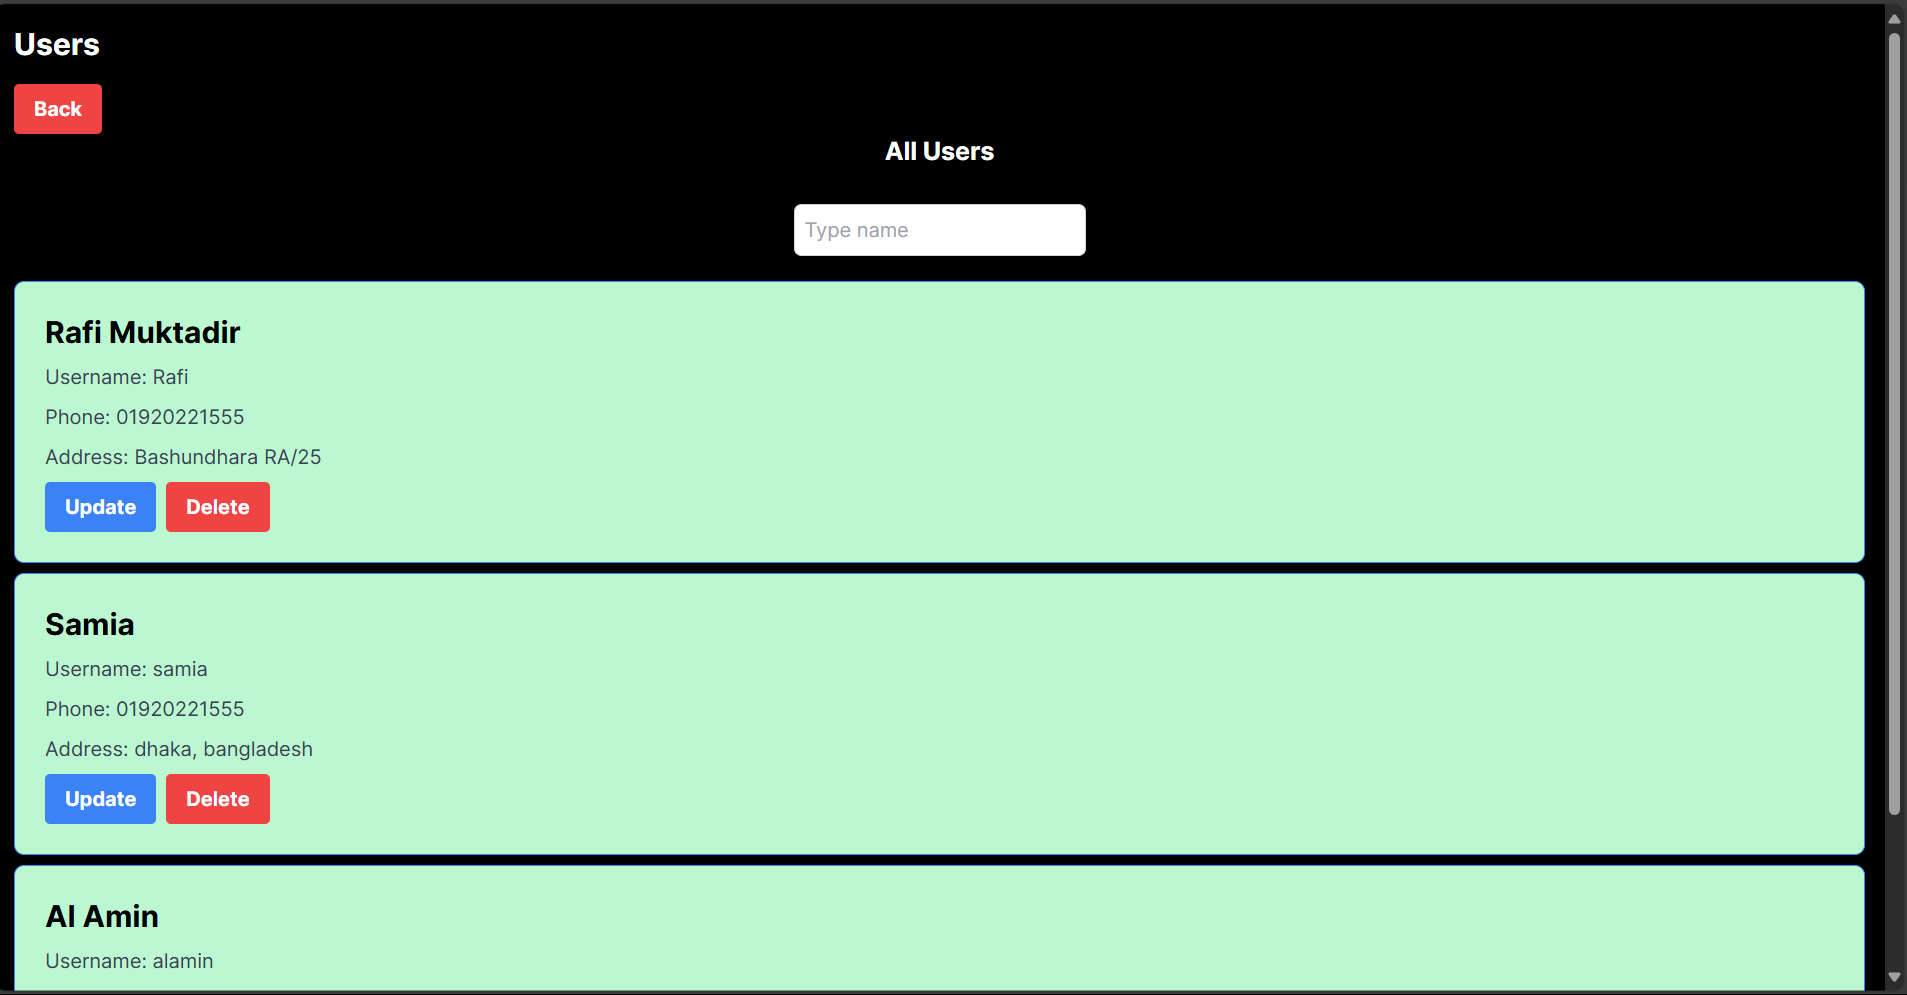 Users
Back
All Users
Type name
Rafi Muktadir
Username: Rafi
Phone: 01920221555
Address: Bashundhara RA/25
Update Delete
Samia
Username: samia
Phone: 01920221555
Address: dhaka, bangladesh
Update Delete
Al Amin
Username: alamin